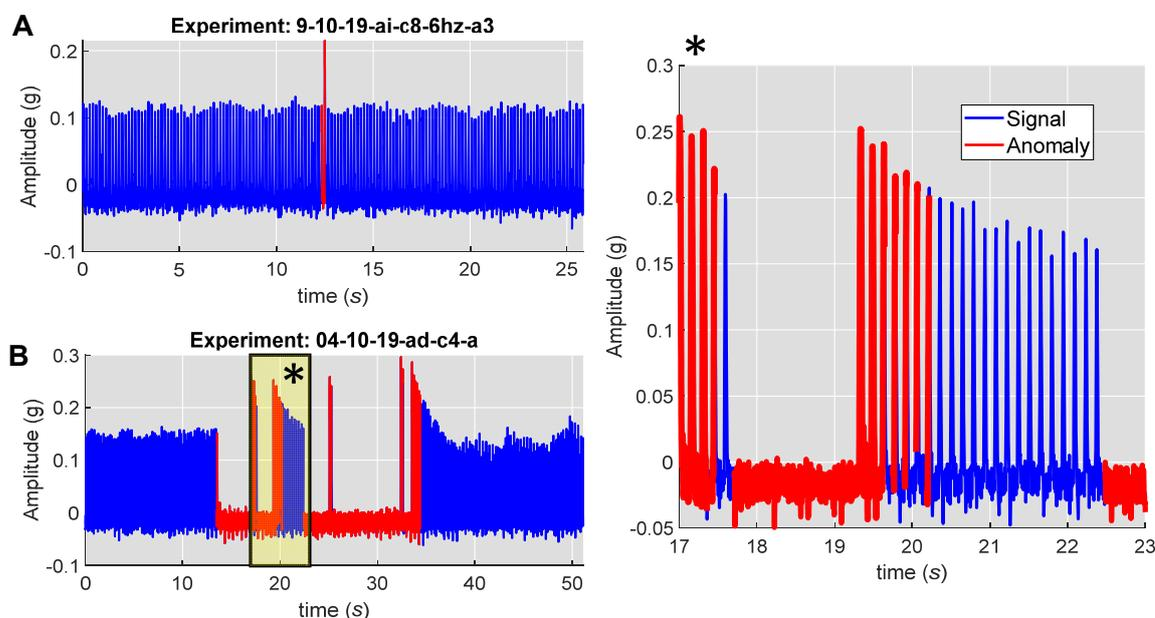 A
Experiment: 9-10-19-ai-c8-6hz-a3
0.2
0.1
0
-0.1
Amplitude (g)
0 5 10 15 20 25
time (s)
B
Experiment: 04-10-19-ad-c4-a
*
0.3
0.2
0.1
0
-0.1
Amplitude (g)
0 10 20 30 40 50
time (s)
*
0.3
0.25
0.2
0.15
0.1
0.05
0
-0.05
Amplitude (g)
Signal
Anomaly
17 18 19 20 21 22 23
time (s)